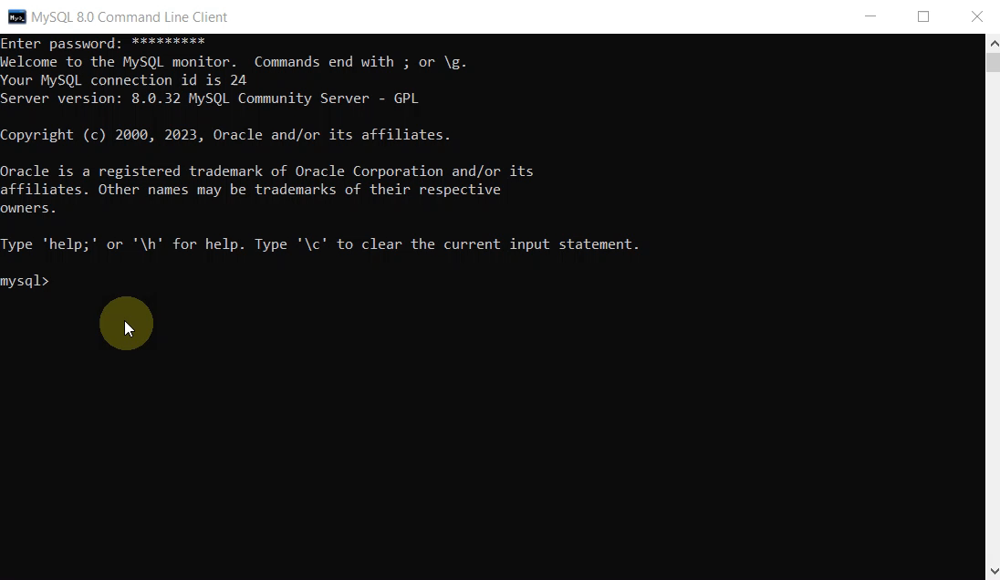 MySQL 8.0 Command Line Client
Enter password: *********
Welcome to the MySQL monitor.  Commands end with ; or \g.
Your MySQL connection id is 24
Server version: 8.0.32 MySQL Community Server - GPL
Copyright (c) 2000, 2023, Oracle and/or its affiliates.
Oracle is a registered trademark of Oracle Corporation and/or its
affiliates. Other names may be trademarks of their respective
owners.
Type 'help;' or '\h' for help. Type '\c' to clear the current input statement.
mysql>